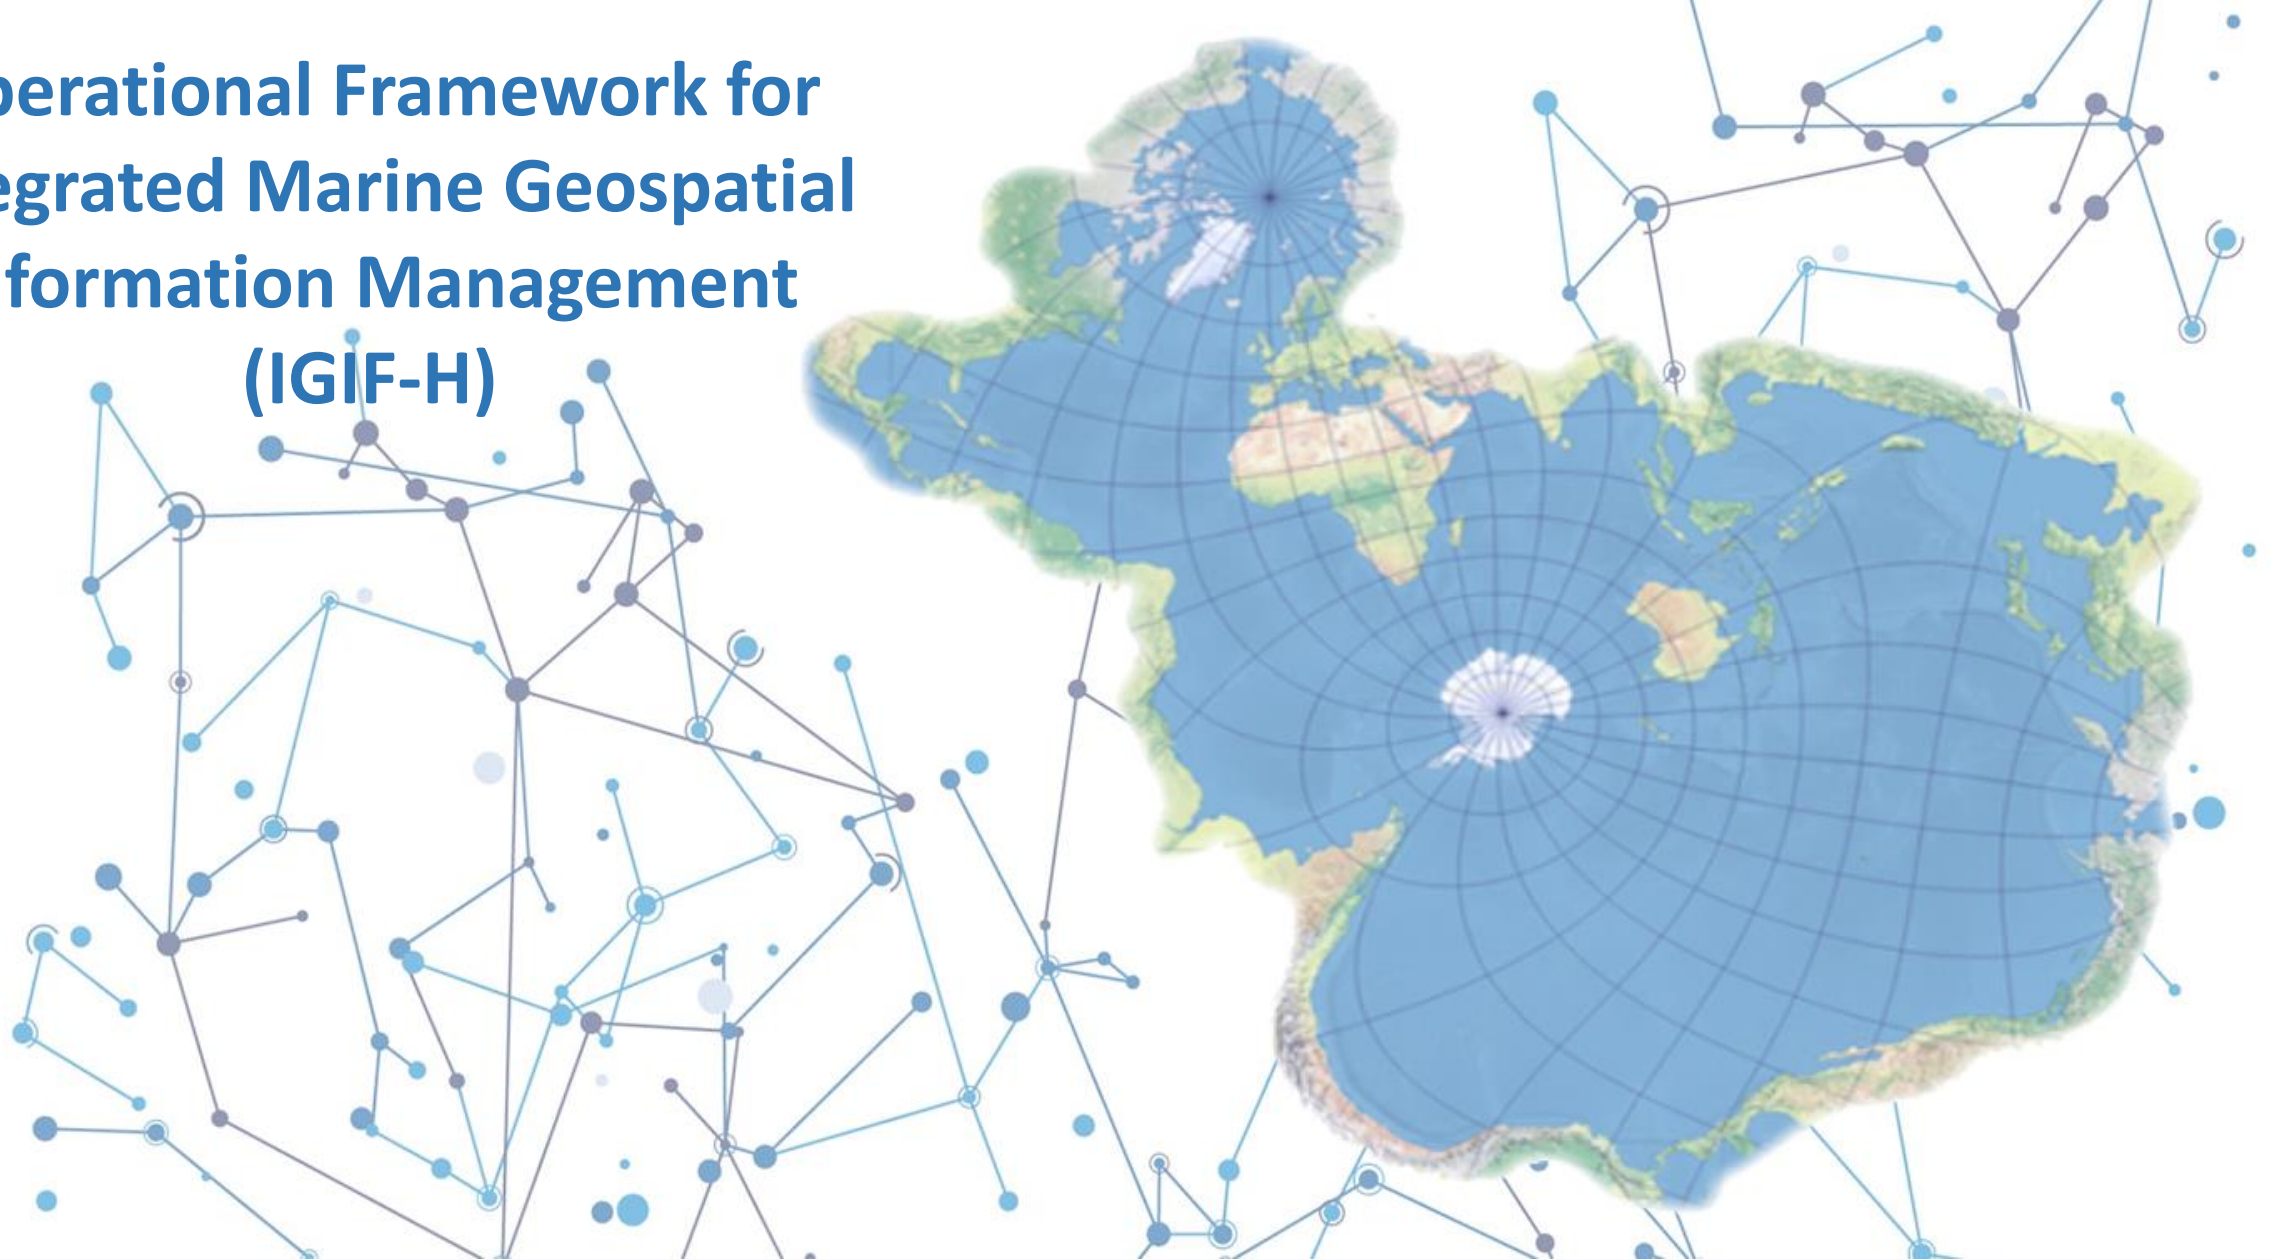 perational Framework for
egrated Marine Geospatial
formation Management
(IGIF-H)